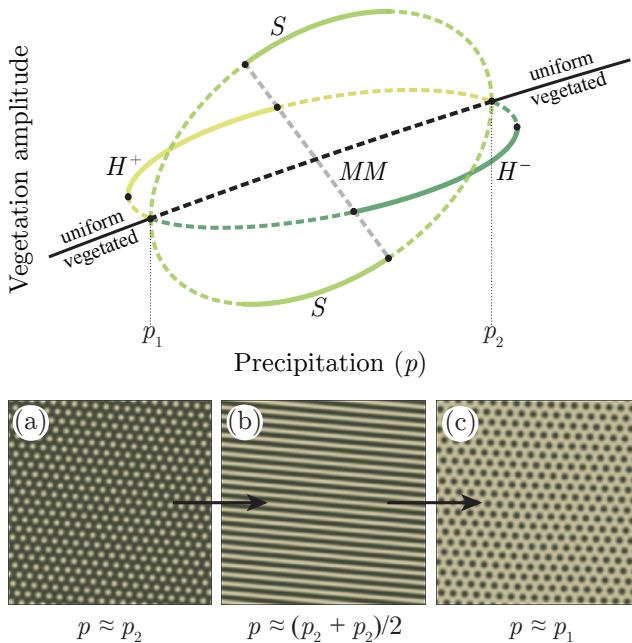 S
uniform
vegetated
H⁺
MM
H⁻
uniform
vegetated
S
Vegetation amplitude
p₁
p₂
Precipitation (p)
(a)
(b)
(c)
p ≈ p₂
p ≈ (p₂ + p₂)/2
p ≈ p₁